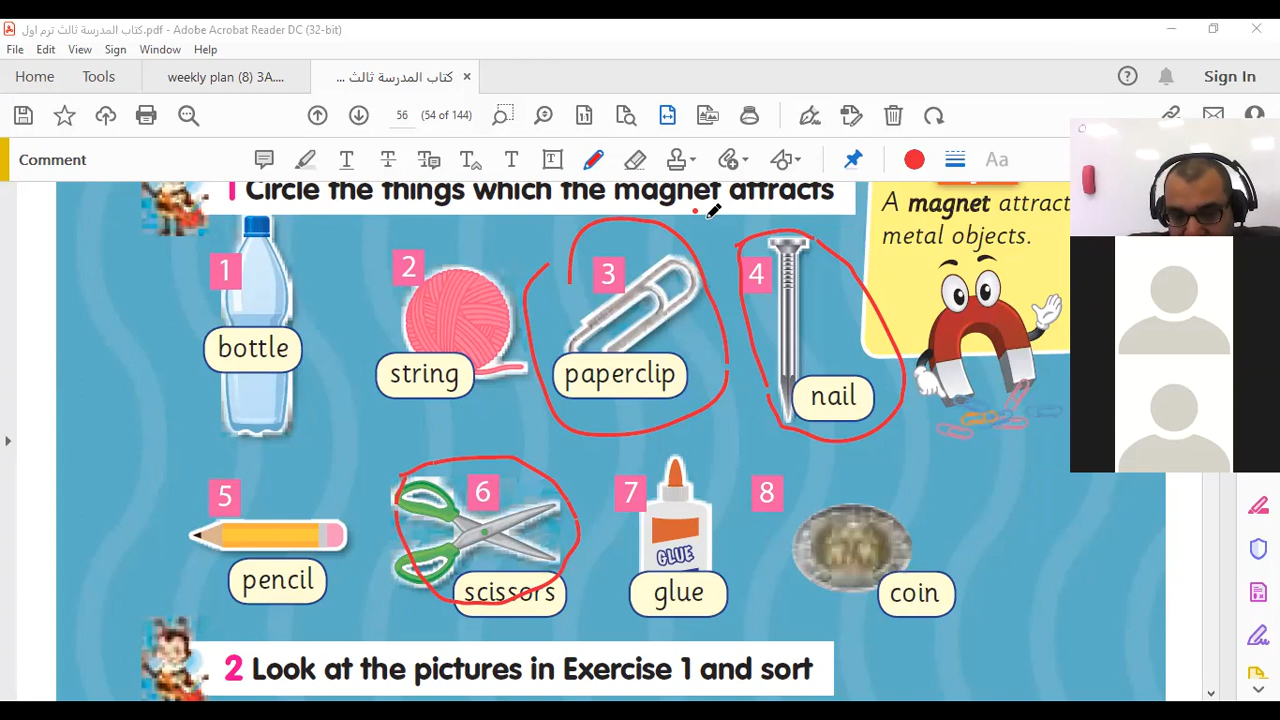 كتاب المدرسة ثالث ترم اول.pdf - Adobe Acrobat Reader DC (32-bit)
File Edit View Sign Window Help
Home Tools weekly plan (8) 3A.... كتاب المدرسة ثالث ... × Sign In
56 (54 of 144)
Comment Aa
1 Circle the things which the magnet attracts
A magnet attract
metal objects.
1 bottle
2 string
3 paperclip
4 nail
5 pencil
6 scissors
7 GLUE glue
8 coin
2 Look at the pictures in Exercise 1 and sort